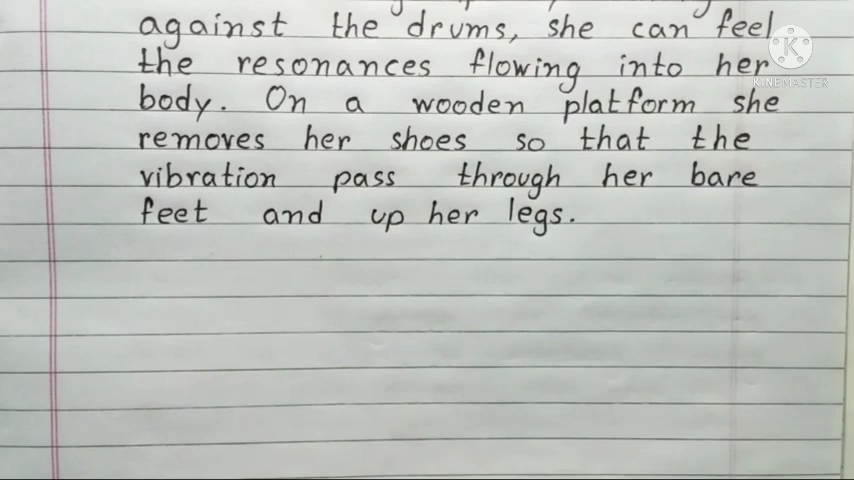 against the drums, she can feel
the resonances flowing into her
body. On a wooden platform she
removes her shoes so that the
vibration pass through her bare
feet and up her legs.
KINEMASTER